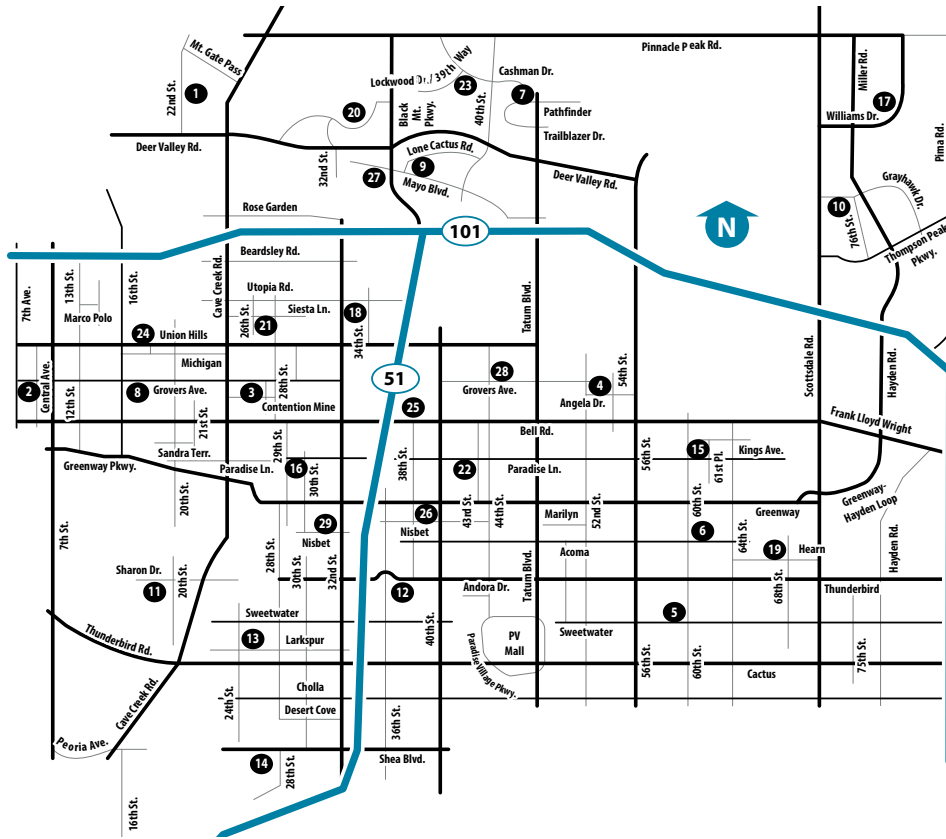 Pinnacle Peak Rd.
Mt. Gate Pass
22nd St.
1
Lockwood Dr./ 39th Way
23
Cashman Dr.
7
Miller Rd.
17
20
Black
Mt.
Pkwy.
40th St.
Pathfinder
Trailblazer Dr.
Williams Dr.
Pima Rd.
Deer Valley Rd.
32nd St.
Lone Cactus Rd.
9
27
Mayo Blvd.
Deer Valley Rd.
Grayhawk Dr.
10
76th St.
Rose Garden
101
N
Thompson Peak
Pkwy.
Beardsley Rd.
7th Ave.
13th St.
16th St.
Cave Creek Rd.
Utopia Rd.
Siesta Ln.
18
Tatum Blvd.
Marco Polo
26th St.
21
34th St.
24
Union Hills
Michigan
Scottsdale Rd.
Hayden Rd.
51
28
2
Central Ave.
12th St.
8
Grovers Ave.
3
28th St.
Grovers Ave.
4
54th St.
Angela Dr.
Contention Mine
25
21st St.
Frank Lloyd Wright
Bell Rd.
Sandra Terr.
29th St.
38th St.
56th St.
15
Kings Ave.
Greenway Pkwy.
Paradise Ln.
16
30th St.
22
Paradise Ln.
61st Pl.
20th St.
43rd St.
44th St.
Marilyn
52nd St.
60th St.
Greenway
Greenway-
Hayden Loop
7th St.
29
Nisbet
26
Nisbet
6
64th St.
19
Hearn
Hayden Rd.
28th St.
30th St.
32nd St.
Acoma
Tatum Blvd.
Sharon Dr.
11
20th St.
12
Andora Dr.
68th St.
Thunderbird
Sweetwater
40th St.
5
Sweetwater
13
Larkspur
PV
Mall
Thunderbird Rd.
Paradise Village Pkwy.
56th St.
60th St.
75th St.
Cactus
Cave Creek Rd.
24th St.
Cholla
Desert Cove
36th St.
Peoria Ave.
14
28th St.
Shea Blvd.
16th St.